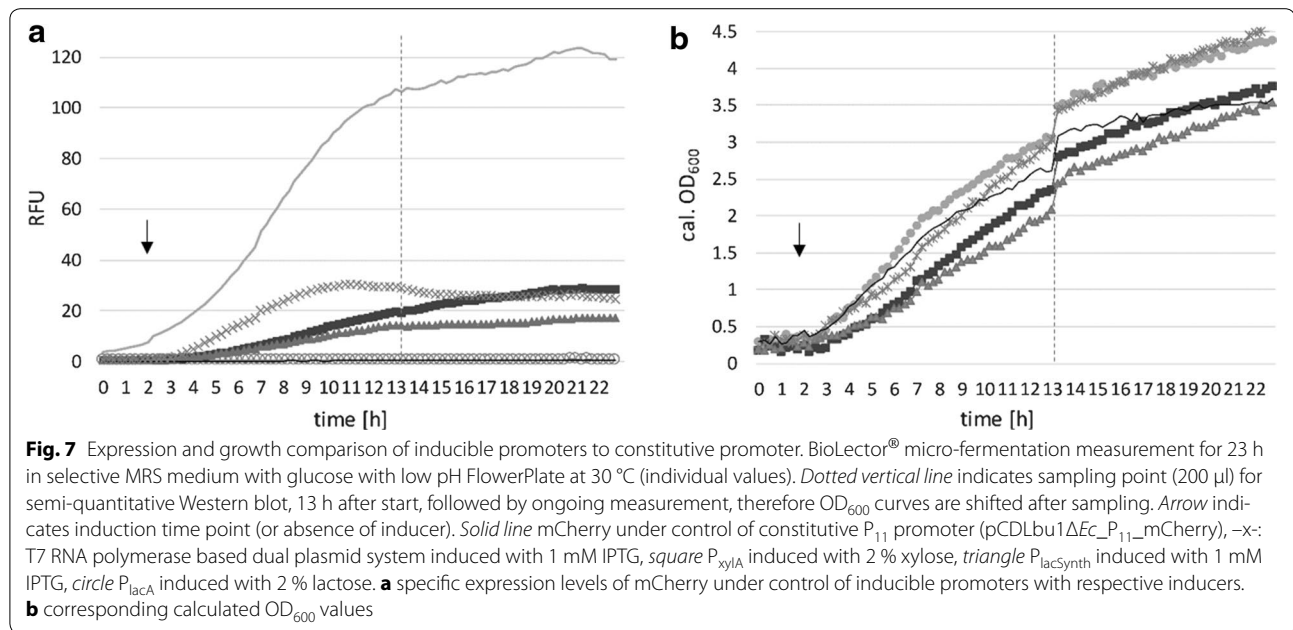 a
120
100
80
60
40
20
0
RFU
0 1 2 3 4 5 6 7 8 9 10 11 12 13 14 15 16 17 18 19 20 21 22
time [h]
b
4.5
4
3.5
3
2.5
2
1.5
1
0.5
0
cal. OD600
0 1 2 3 4 5 6 7 8 9 10 11 12 13 14 15 16 17 18 19 20 21 22
time [h]
Fig. 7 Expression and growth comparison of inducible promoters to constitutive promoter. BioLector® micro-fermentation measurement for 23 h
in selective MRS medium with glucose with low pH FlowerPlate at 30 °C (individual values). Dotted vertical line indicates sampling point (200 µl) for
semi-quantitative Western blot, 13 h after start, followed by ongoing measurement, therefore OD600 curves are shifted after sampling. Arrow indi-
cates induction time point (or absence of inducer). Solid line mCherry under control of constitutive P11 promoter (pCDLbu1ΔEc_P11_mCherry), –x-:
T7 RNA polymerase based dual plasmid system induced with 1 mM IPTG, square PxylA induced with 2 % xylose, triangle PlacSynth induced with 1 mM
IPTG, circle PlacA induced with 2 % lactose. a specific expression levels of mCherry under control of inducible promoters with respective inducers.
b corresponding calculated OD600 values